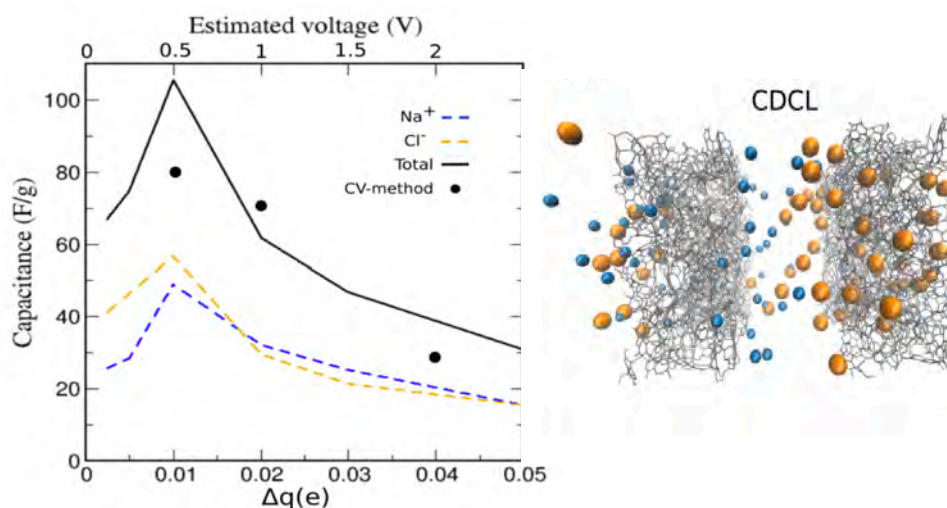 Estimated voltage (V)
0 0.5 1 1.5 2
100
80
60
40
20
0
Capacitance (F/g)
Na⁺
Cl⁻
Total
CV-method
0 0.01 0.02 0.03 0.04 0.05
Δq(e)
CDCL